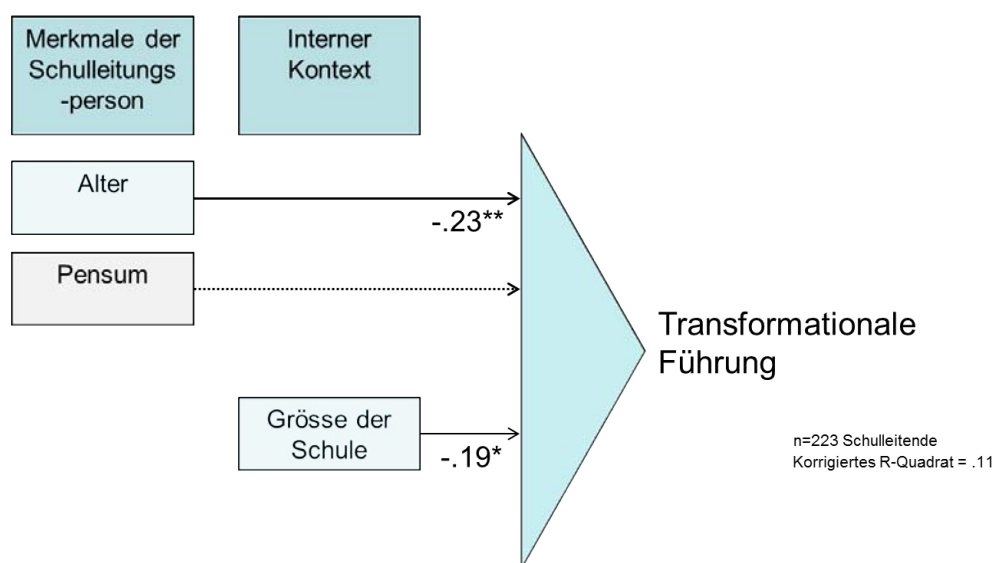 Merkmale der
Schulleitungs
-person
Interner
Kontext
Alter
-.23**
Pensum
Transformationale
Führung
Grösse der
Schule
-.19*
n=223 Schulleitende
Korrigiertes R-Quadrat = .11